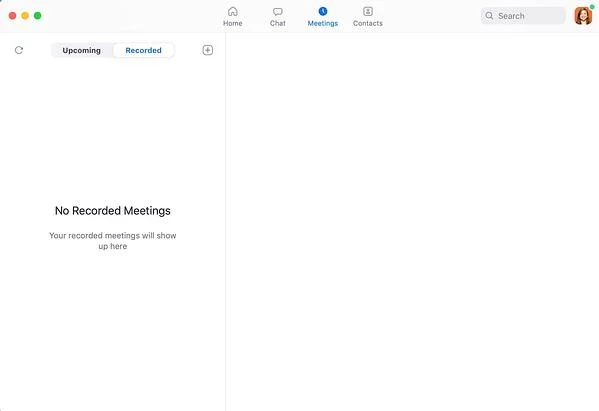 Home
Chat
Meetings
Contacts
Search
Upcoming
Recorded
No Recorded Meetings
Your recorded meetings will show
up here